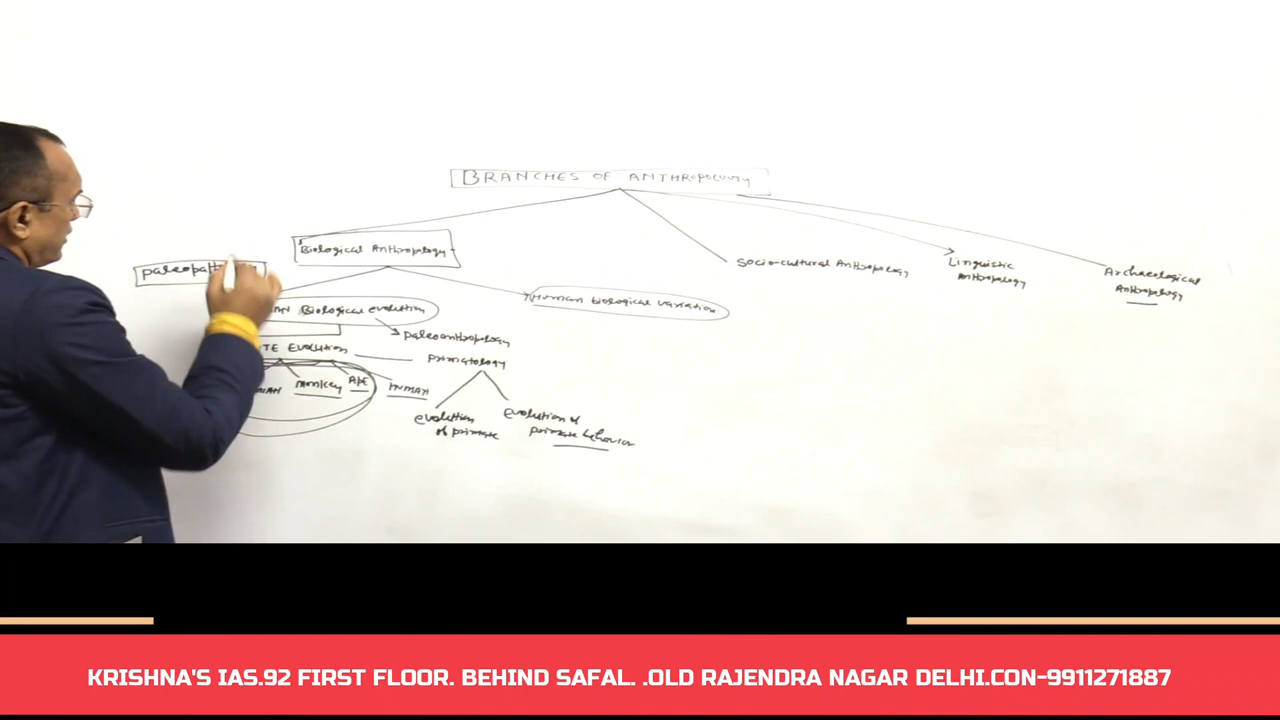 BRANCHES OF ANTHROPOLOGY
Biological Anthropology
Socio-cultural Anthropology
Linguistic
Anthropology
Archaeological
Anthropology
Human biological variation
Biological evolution
paleoanthropology
EVOLUTION
primatology
Monkey
APE
HUMAN
evolution
of primate
evolution of
primate behavior
KRISHNA'S IAS.92 FIRST FLOOR. BEHIND SAFAL. .OLD RAJENDRA NAGAR DELHI.CON-9911271887